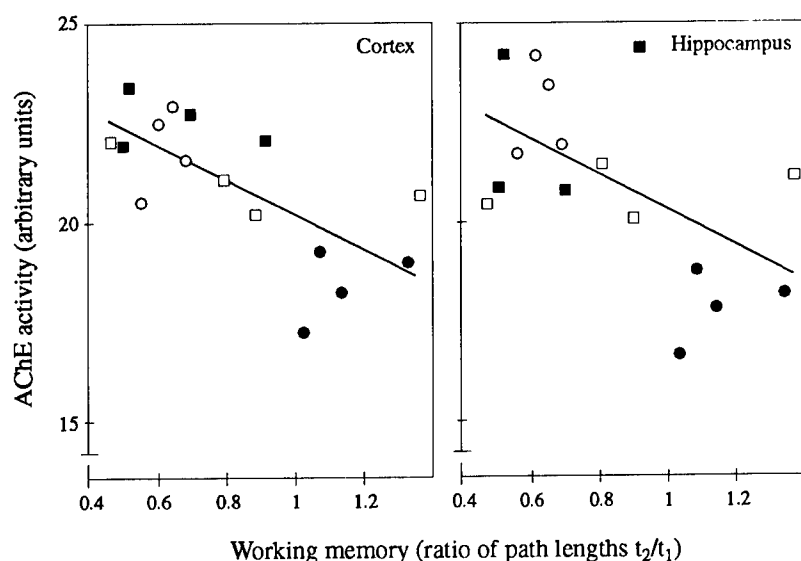 25
20
15
AChE activity (arbitrary units)
Cortex
Hippocampus
0.4 0.6 0.8 1 1.2
0.4 0.6 0.8 1 1.2
Working memory (ratio of path lengths t₂/t₁)